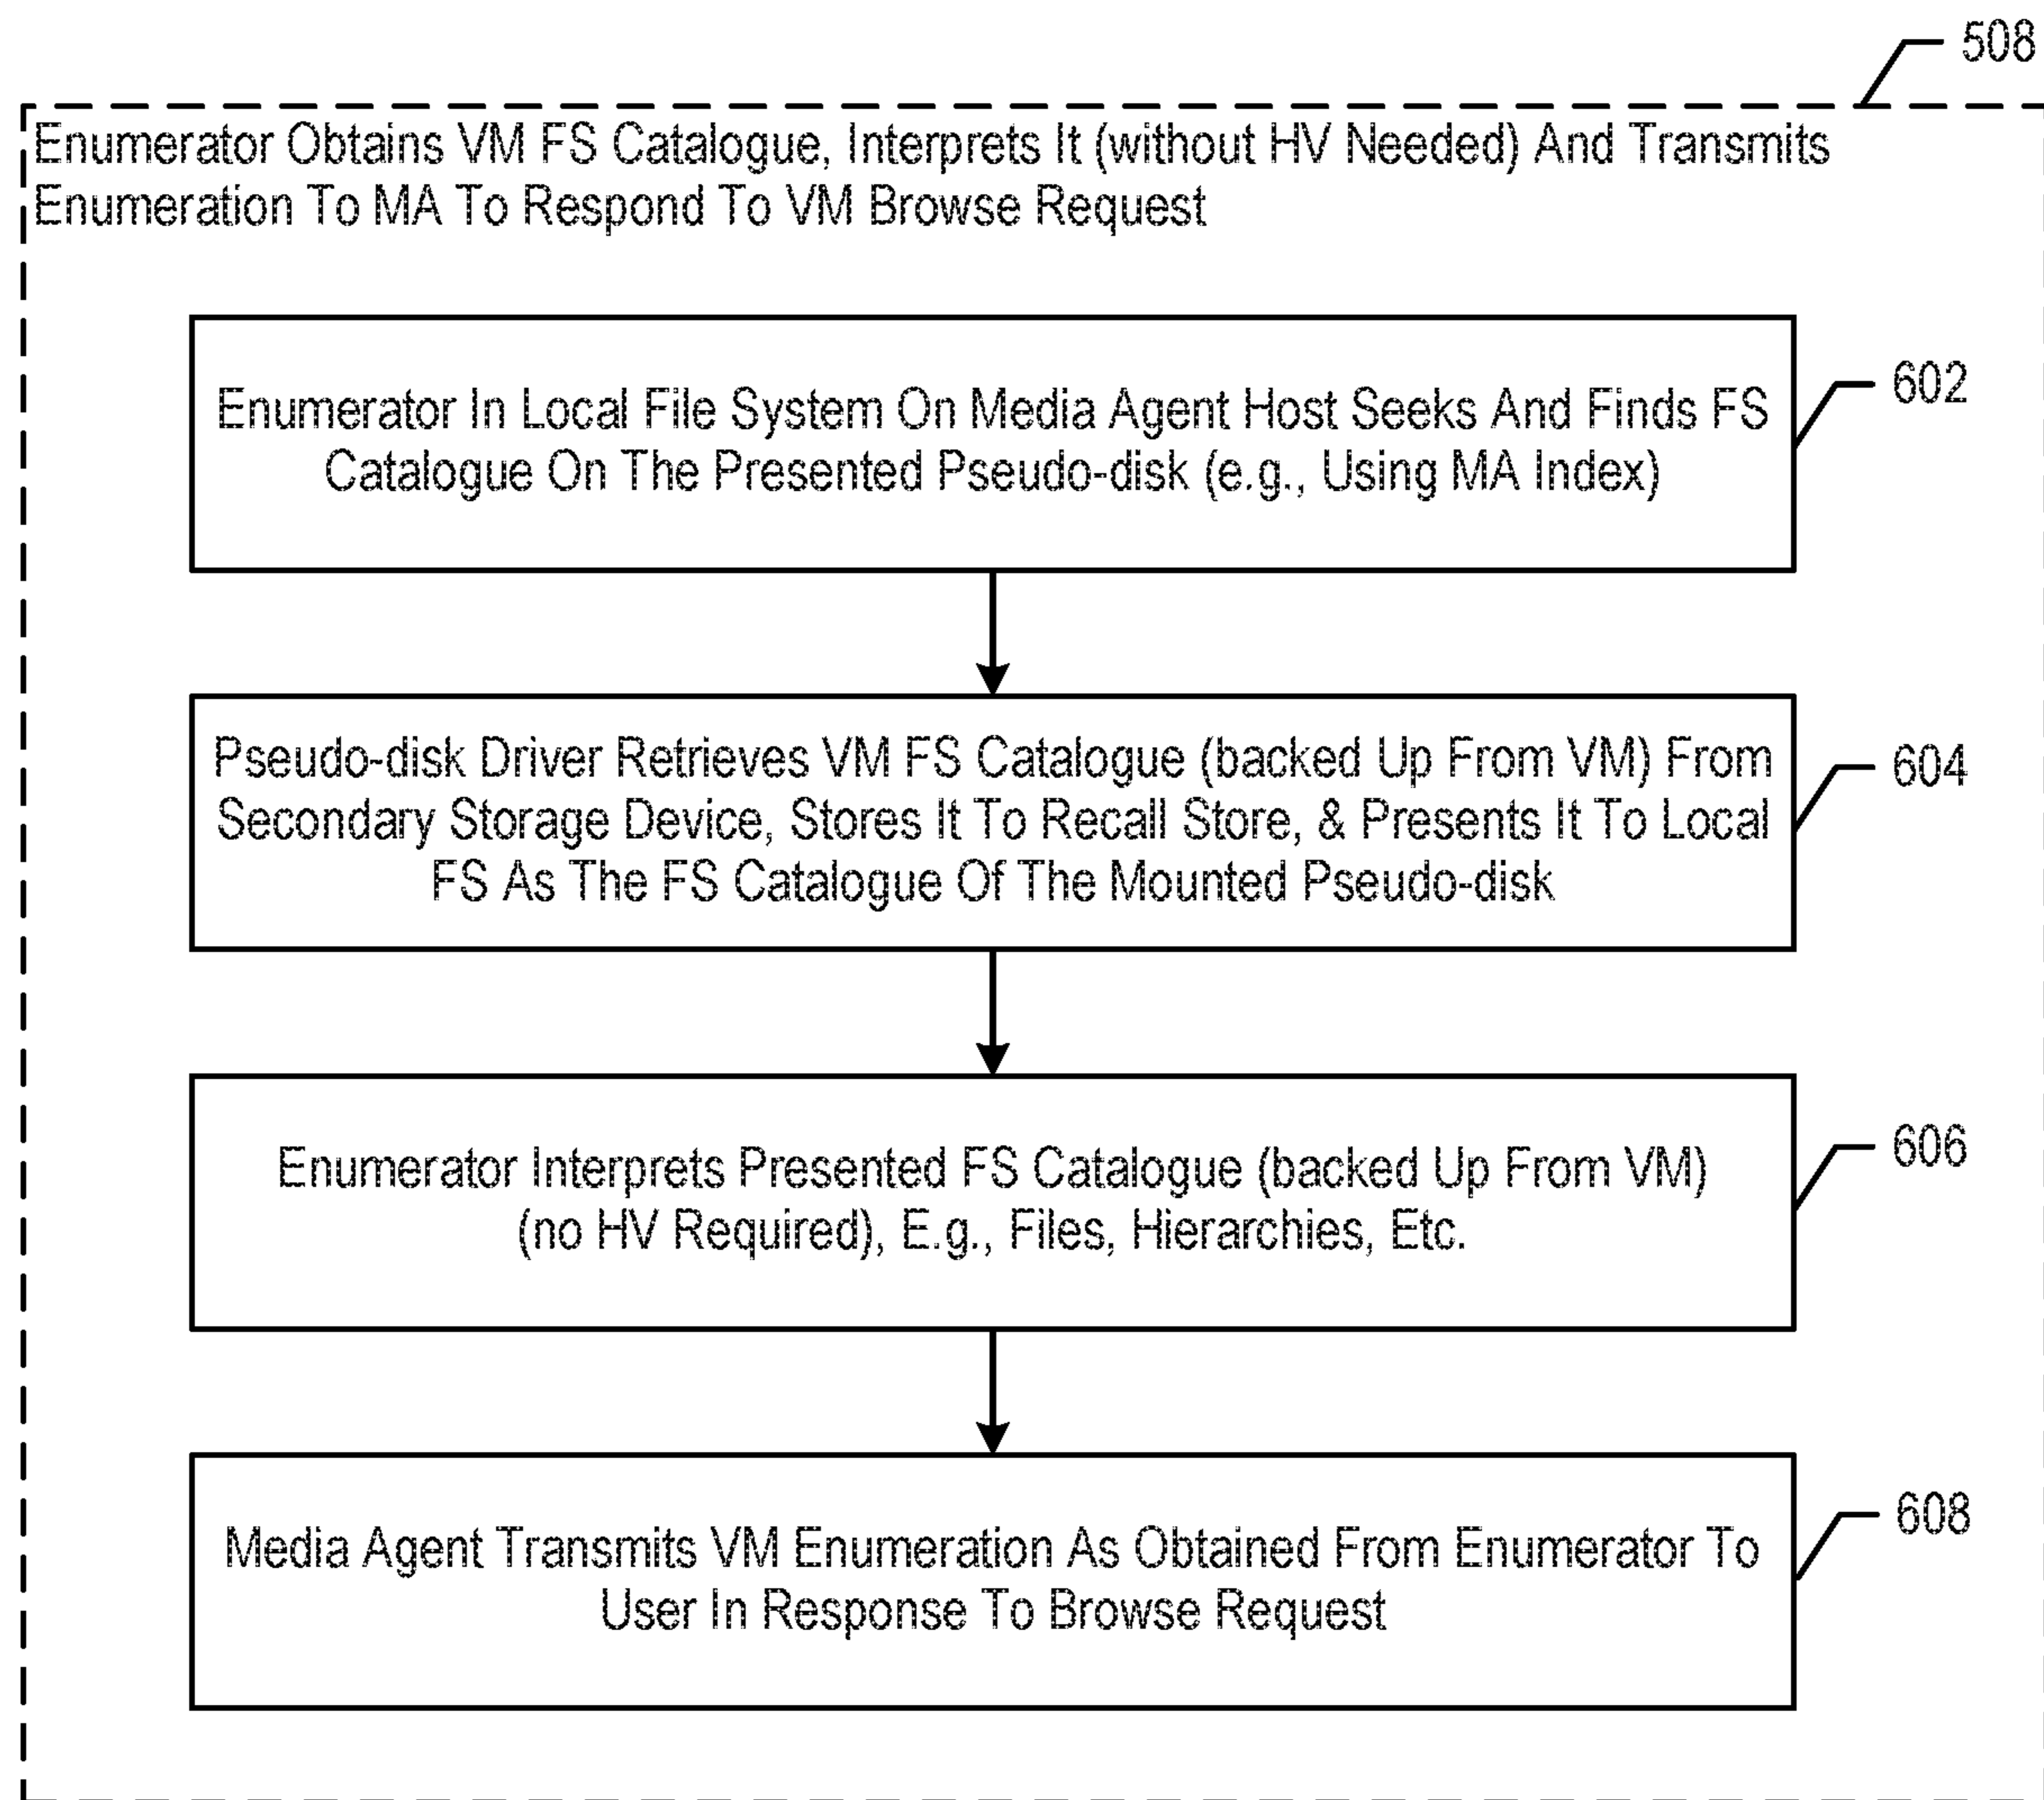 508
Enumerator Obtains VM FS Catalogue, Interprets It (without HV Needed) And Transmits
Enumeration To MA To Respond To VM Browse Request
Enumerator In Local File System On Media Agent Host Seeks And Finds FS
Catalogue On The Presented Pseudo-disk (e.g., Using MA Index)
602
Pseudo-disk Driver Retrieves VM FS Catalogue (backed Up From VM) From
Secondary Storage Device, Stores It To Recall Store, & Presents It To Local
FS As The FS Catalogue Of The Mounted Pseudo-disk
604
Enumerator Interprets Presented FS Catalogue (backed Up From VM)
(no HV Required), E.g., Files, Hierarchies, Etc.
606
Media Agent Transmits VM Enumeration As Obtained From Enumerator To
User In Response To Browse Request
608